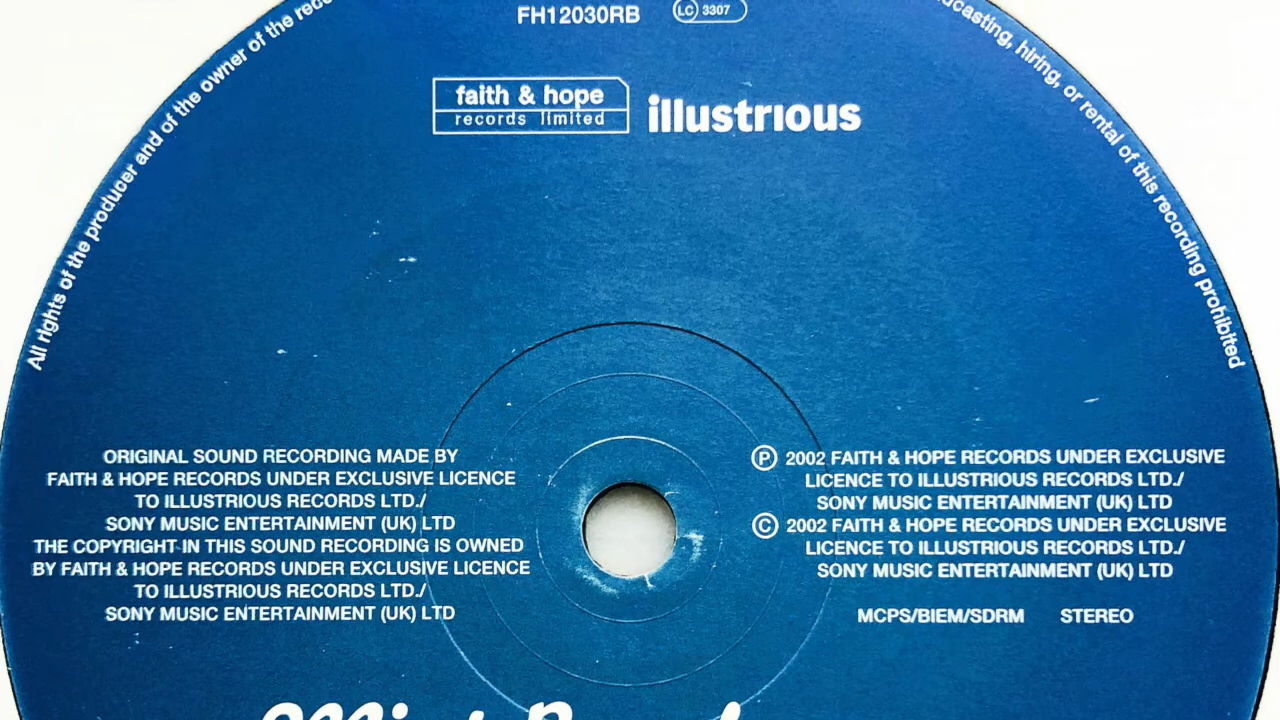 FH12030RB
LC 3307
faith & hope
records limited
illustrious
All rights of the producer and of the owner of the
casting, hiring, or rental of this recording prohibited
ORIGINAL SOUND RECORDING MADE BY
FAITH & HOPE RECORDS UNDER EXCLUSIVE LICENCE
TO ILLUSTRIOUS RECORDS LTD./
SONY MUSIC ENTERTAINMENT (UK) LTD
THE COPYRIGHT IN THIS SOUND RECORDING IS OWNED
BY FAITH & HOPE RECORDS UNDER EXCLUSIVE LICENCE
TO ILLUSTRIOUS RECORDS LTD./
SONY MUSIC ENTERTAINMENT (UK) LTD
Ⓟ 2002 FAITH & HOPE RECORDS UNDER EXCLUSIVE
LICENCE TO ILLUSTRIOUS RECORDS LTD./
SONY MUSIC ENTERTAINMENT (UK) LTD
© 2002 FAITH & HOPE RECORDS UNDER EXCLUSIVE
LICENCE TO ILLUSTRIOUS RECORDS LTD./
SONY MUSIC ENTERTAINMENT (UK) LTD
MCPS/BIEM/SDRM STEREO